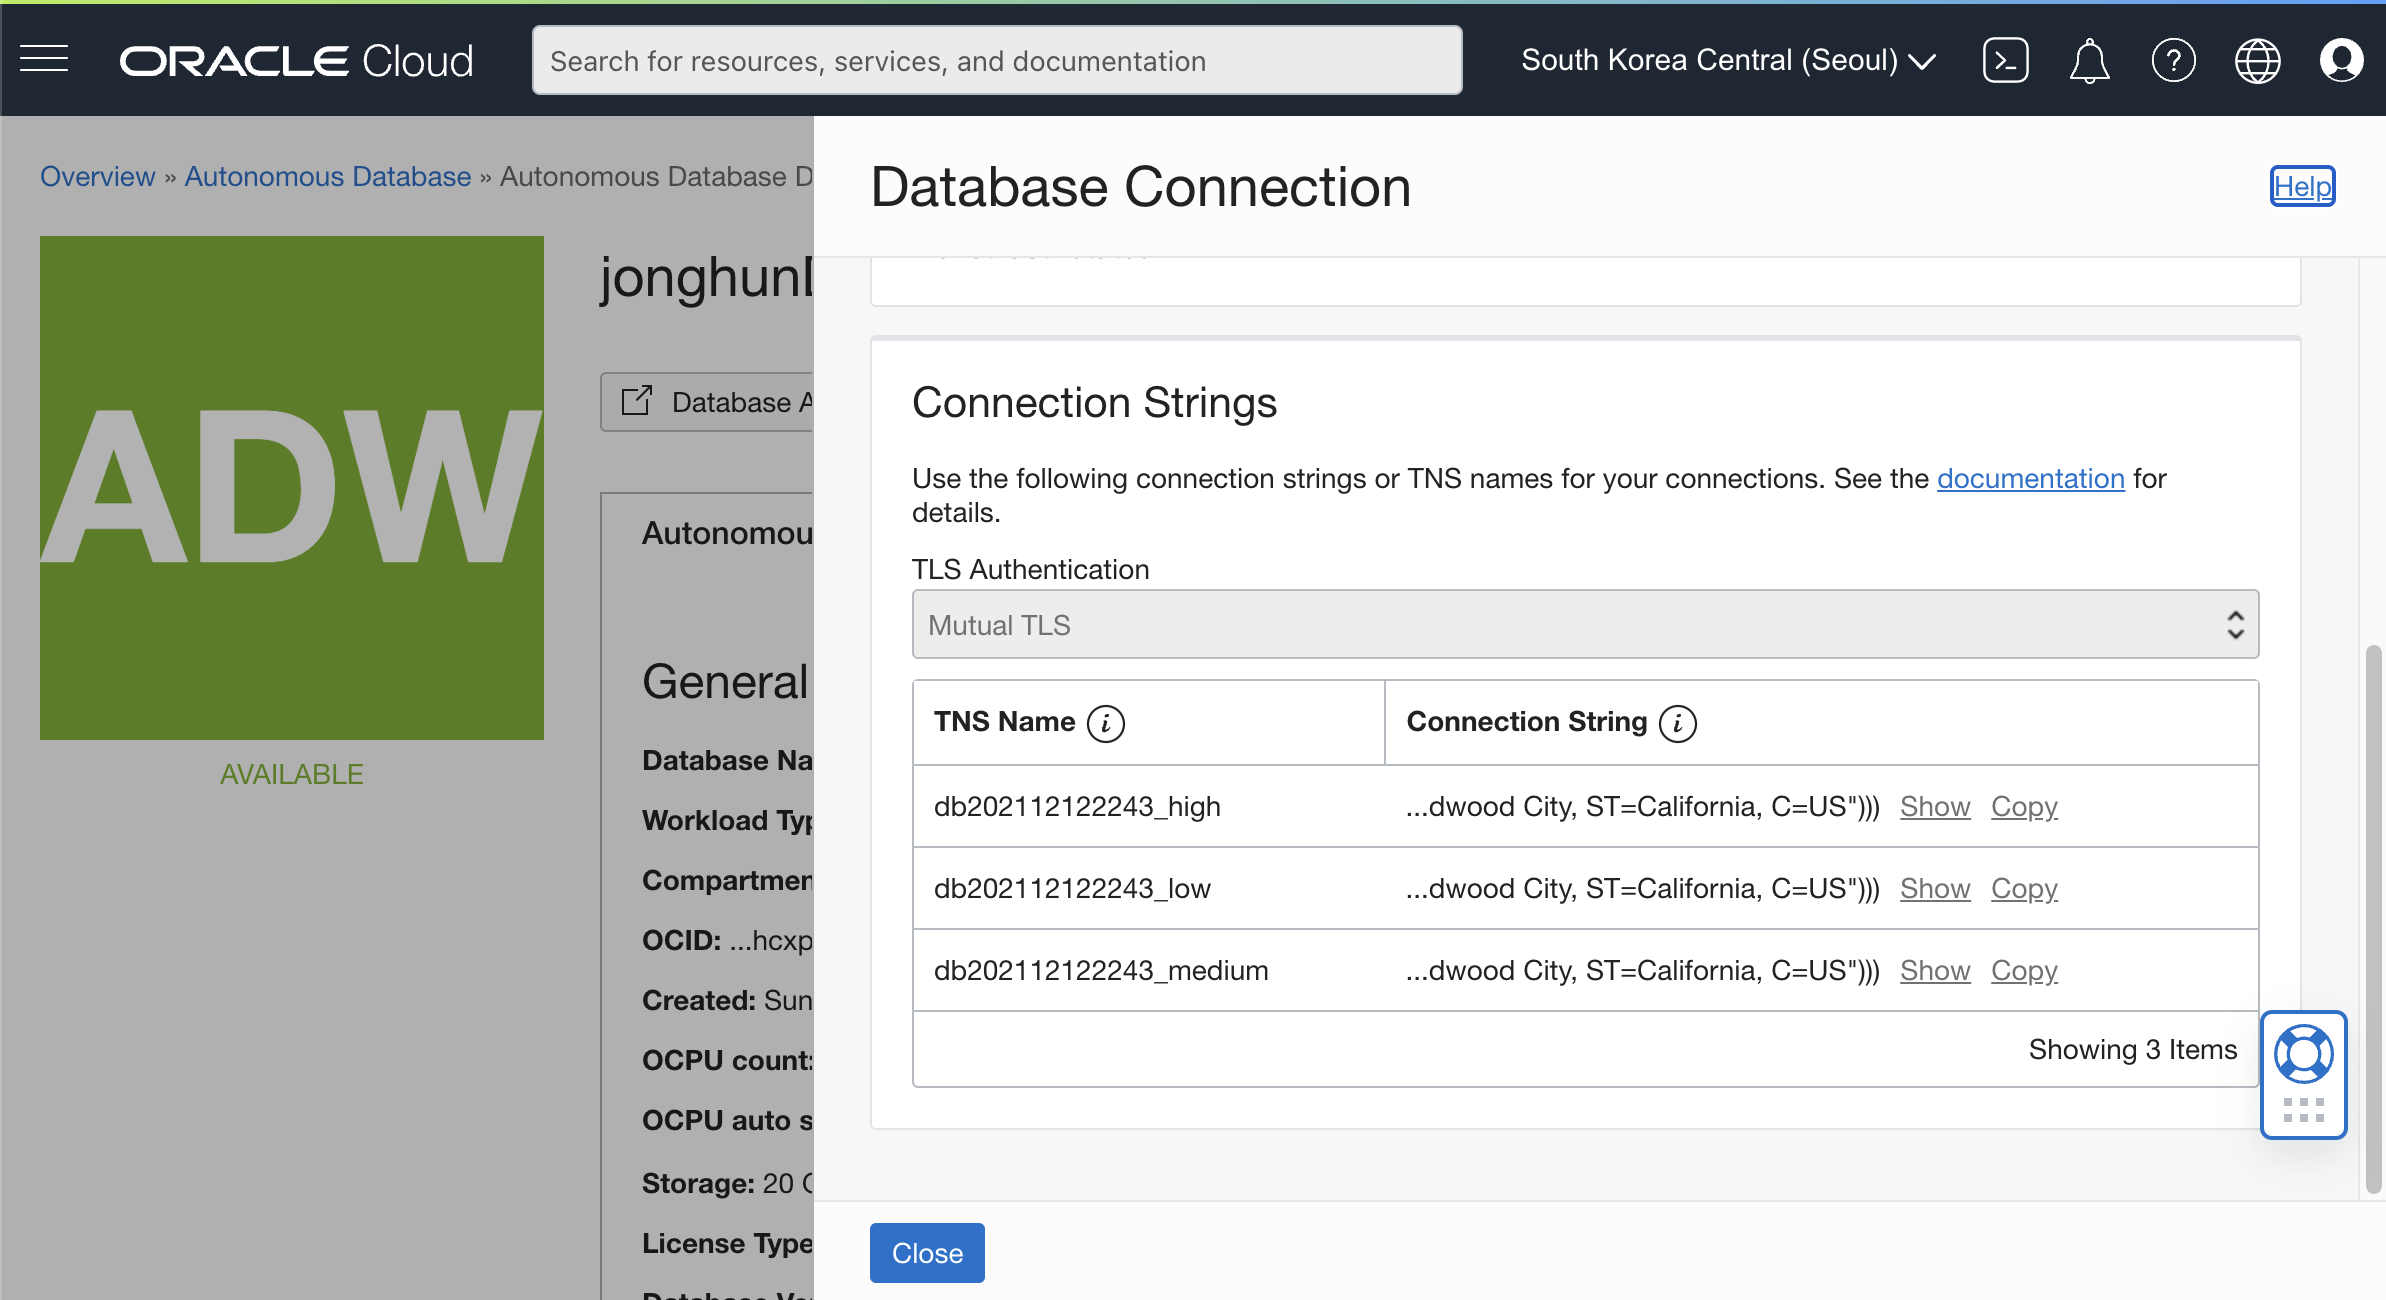 ORACLE Cloud
Search for resources, services, and documentation
South Korea Central (Seoul)
Overview » Autonomous Database » Autonomous Database D
ADW
AVAILABLE
jonghun
Database A
Autonomou
General
Database Na
Workload Typ
Compartmen
OCID: ...hcxp
Created: Sun
OCPU count:
OCPU auto s
Storage: 20
License Type
Database Ve
Database Connection
Help
Connection Strings
Use the following connection strings or TNS names for your connections. See the documentation for
details.
TLS Authentication
Mutual TLS
TNS Name i Connection String i
db202112122243_high ...dwood City, ST=California, C=US"))) Show Copy
db202112122243_low ...dwood City, ST=California, C=US"))) Show Copy
db202112122243_medium ...dwood City, ST=California, C=US"))) Show Copy
Showing 3 Items
Close